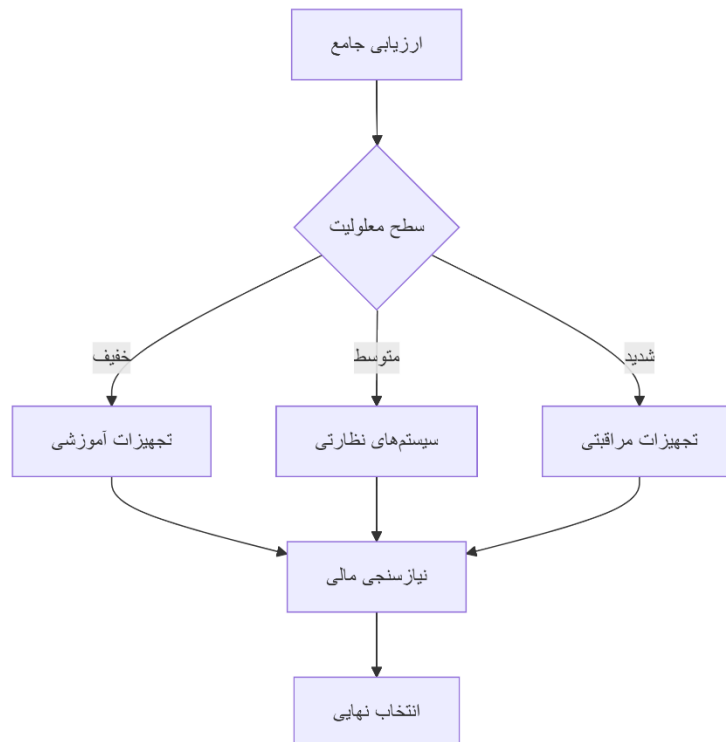 ارزیابی جامع
سطح معلولیت
شدید
متوسط
خفیف
تجهیزات مراقبتی
سیستم‌های نظارتی
تجهیزات آموزشی
نیازسنجی مالی
انتخاب نهایی